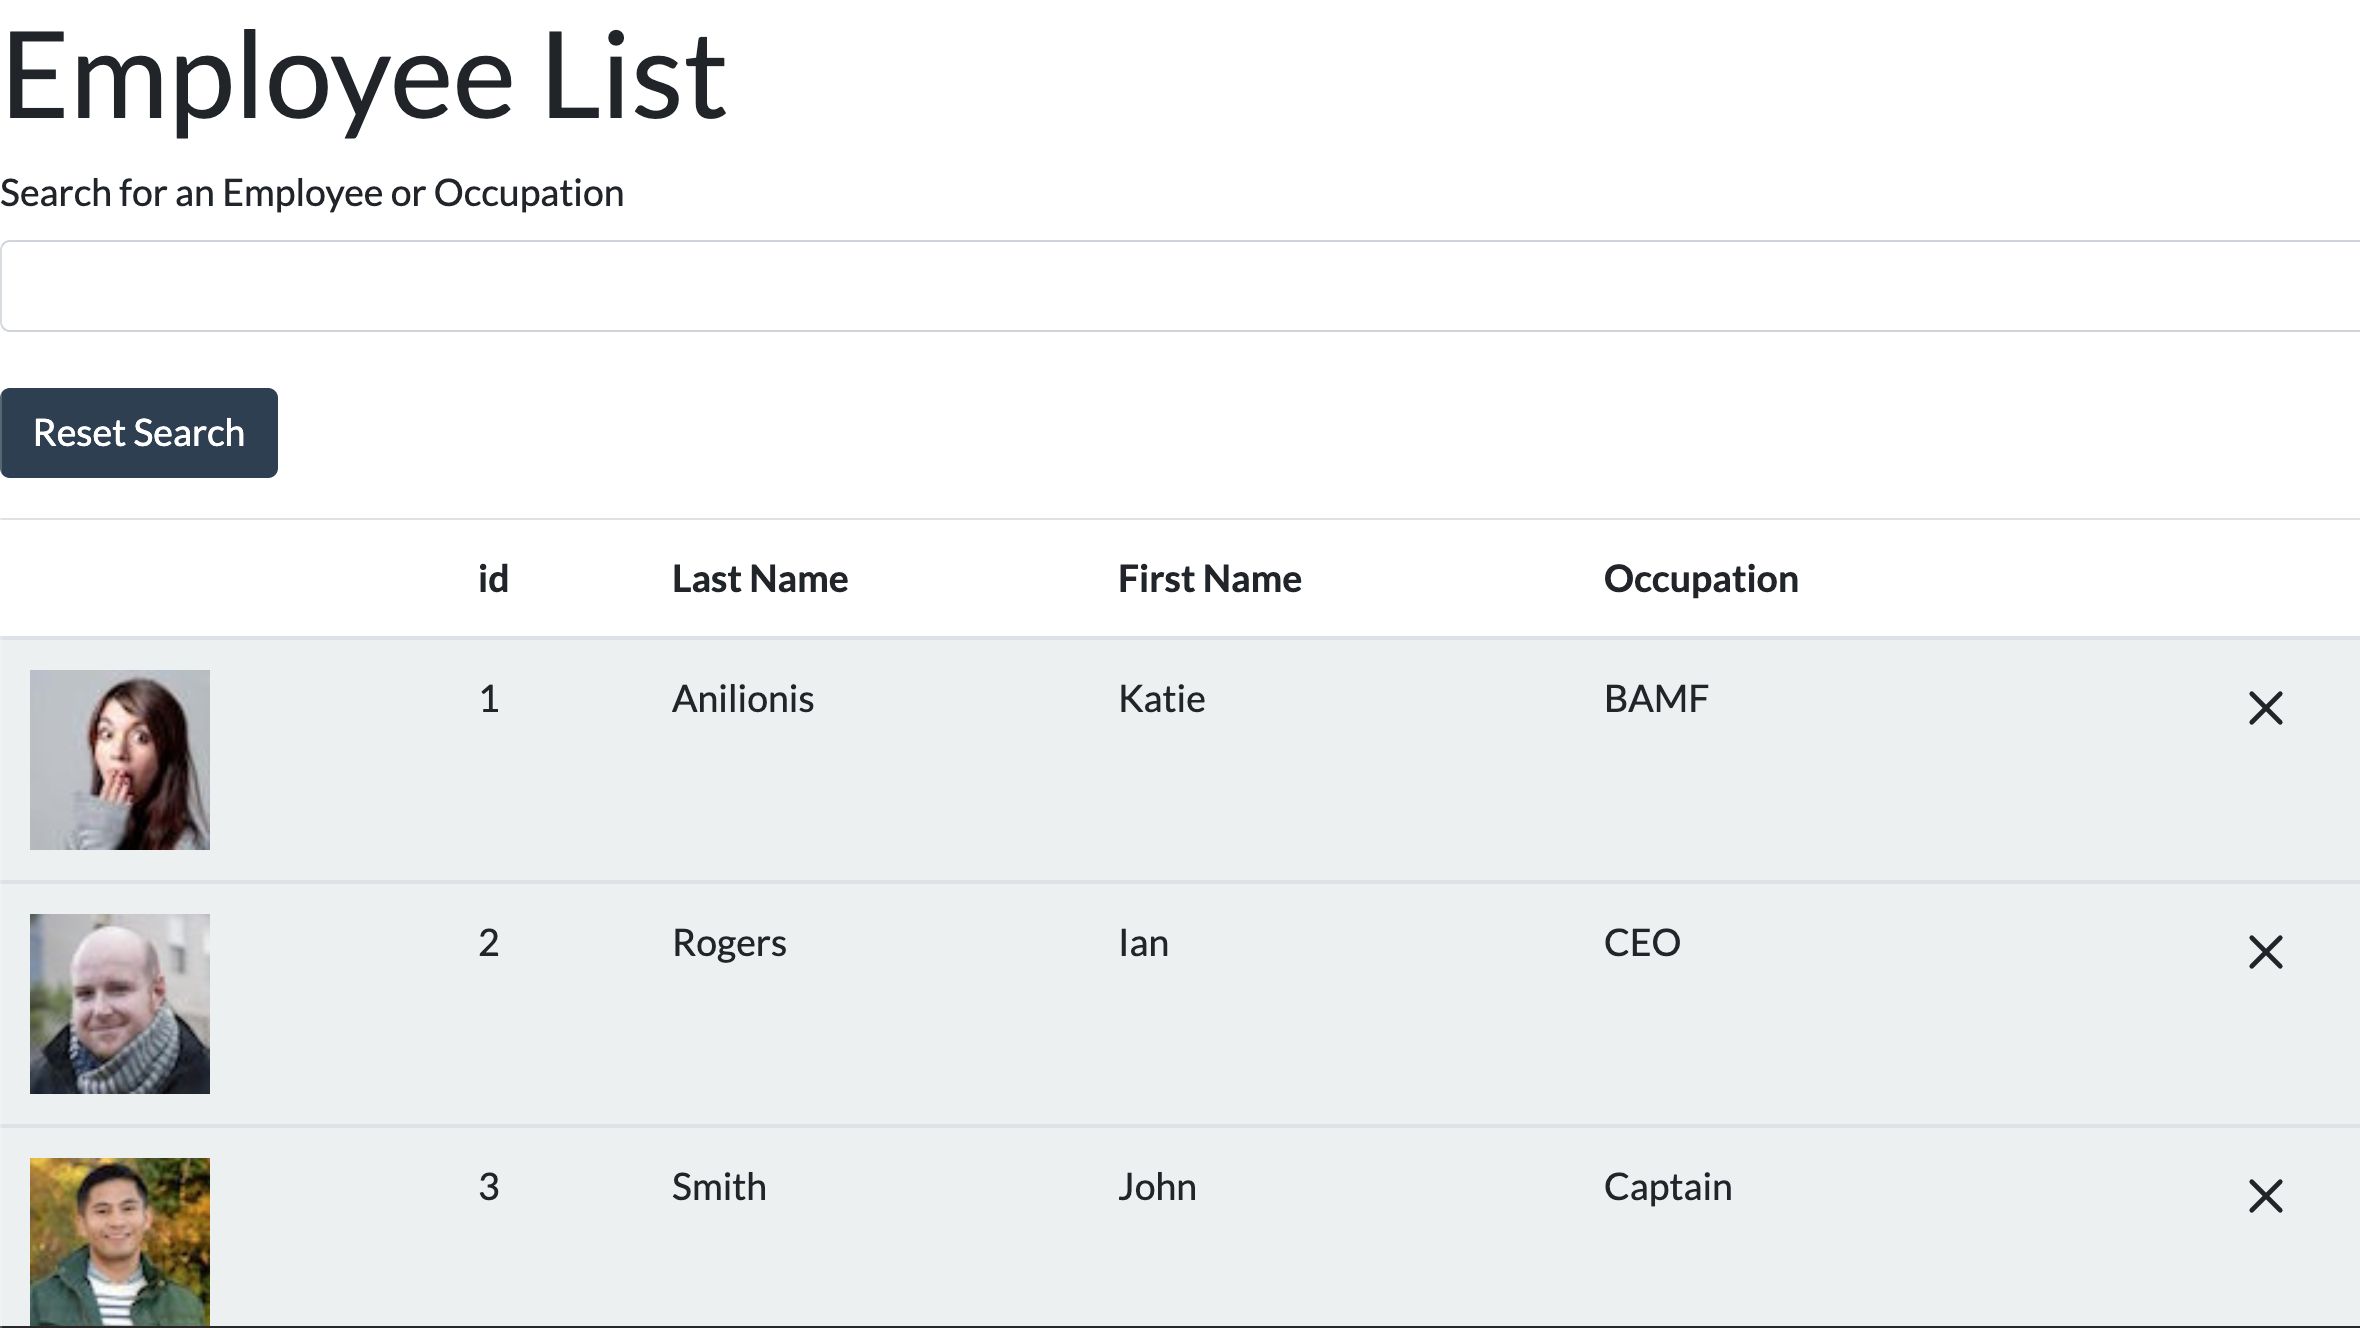 Employee List
Search for an Employee or Occupation
Reset Search
id Last Name First Name Occupation
1 Anilionis Katie BAMF
2 Rogers Ian CEO
3 Smith John Captain